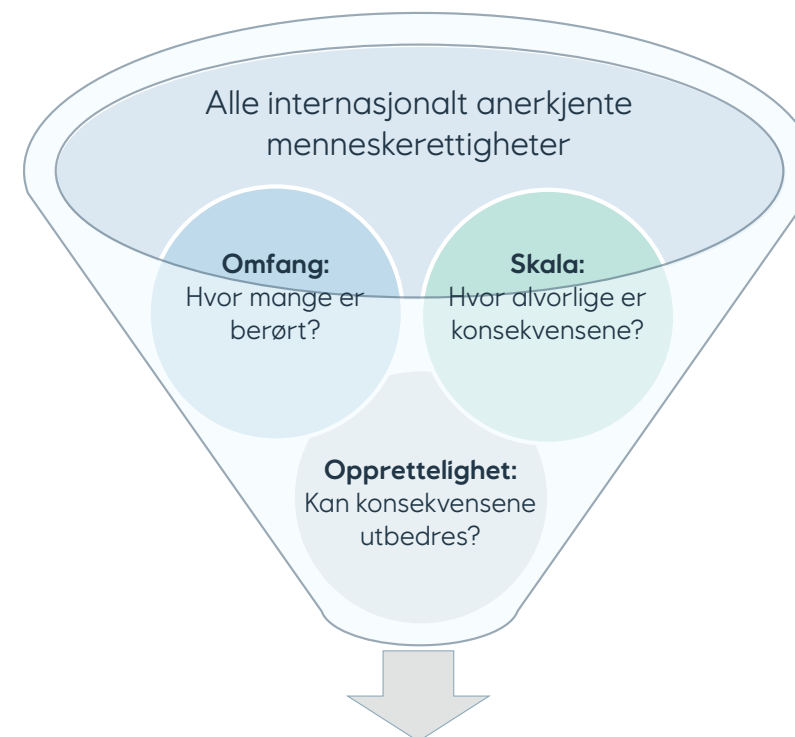 Alle internasjonalt anerkjente
menneskerettigheter
Omfang:
Hvor mange er
berørt?
Skala:
Hvor alvorlige er
konsekvensene?
Opprettelighet:
Kan konsekvensene
utbedres?